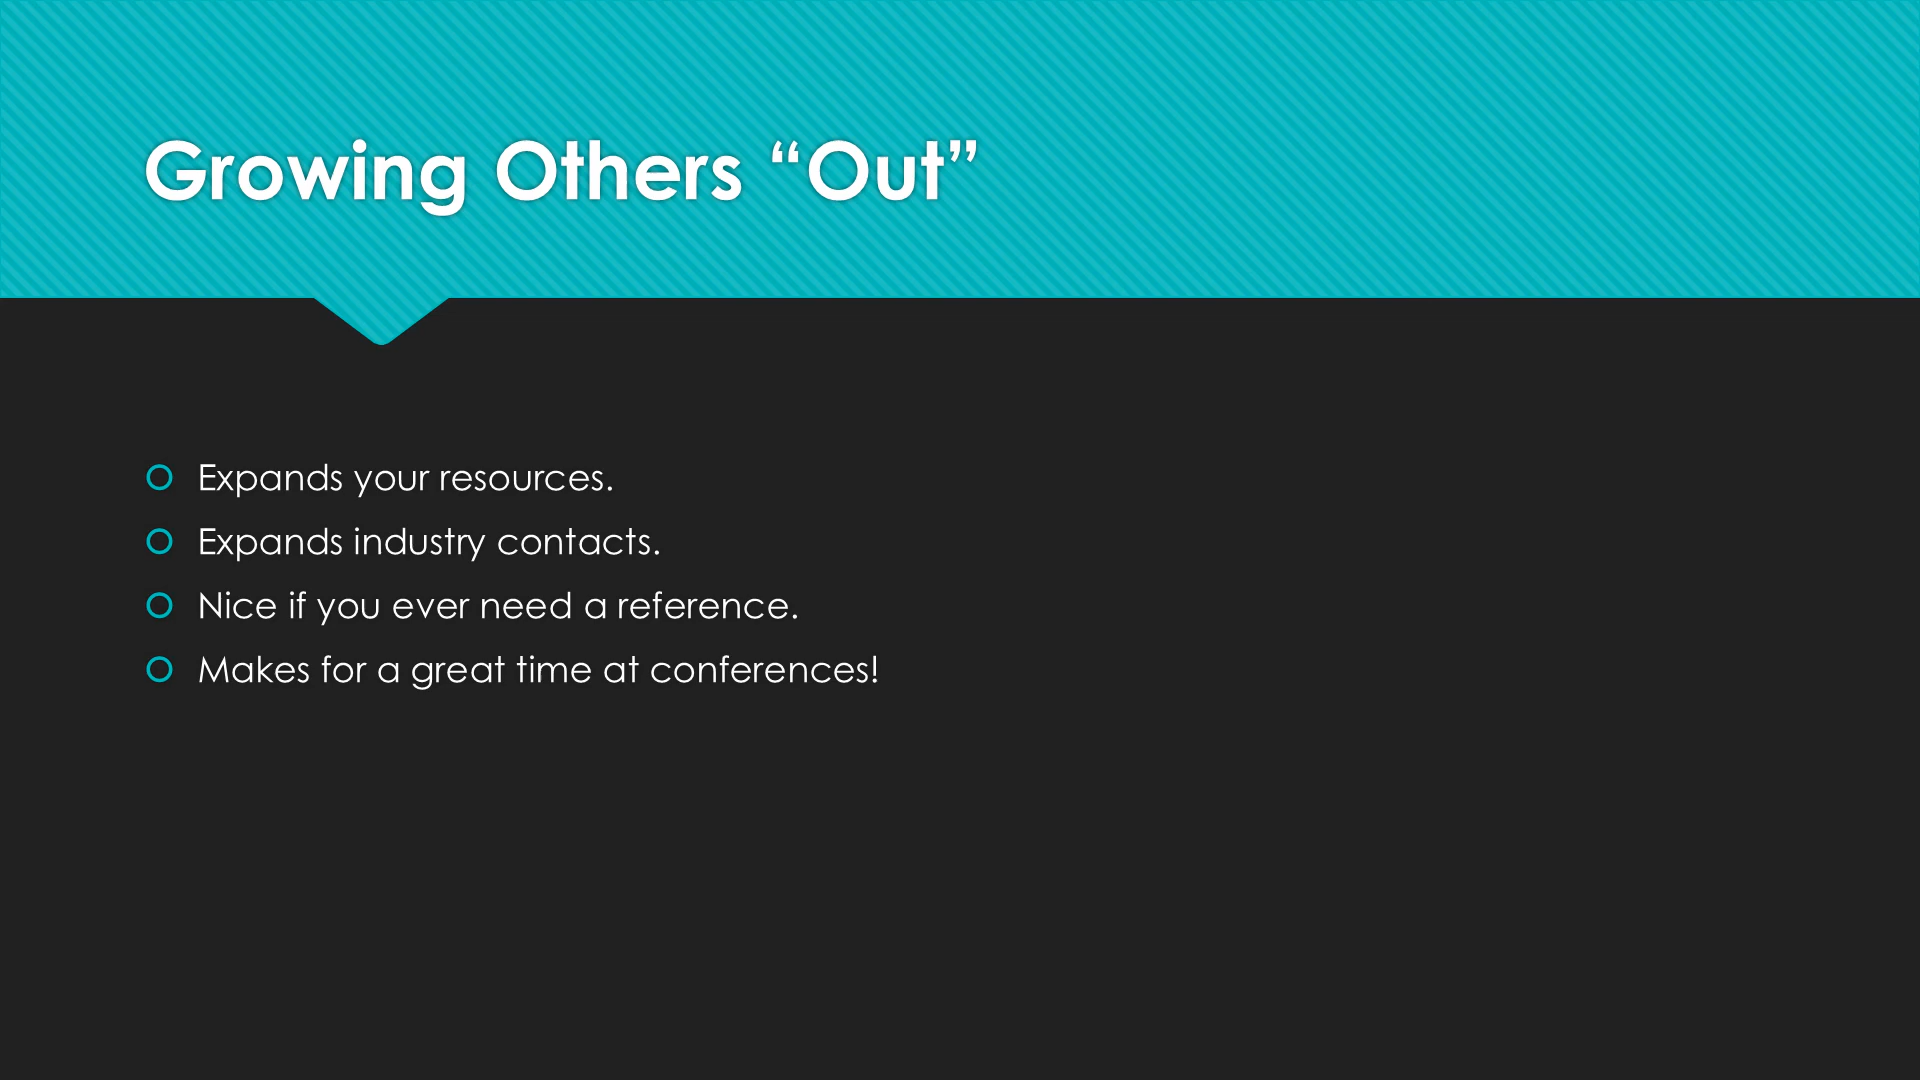 Growing Others “Out”
Expands your resources.
Expands industry contacts.
Nice if you ever need a reference.
Makes for a great time at conferences!